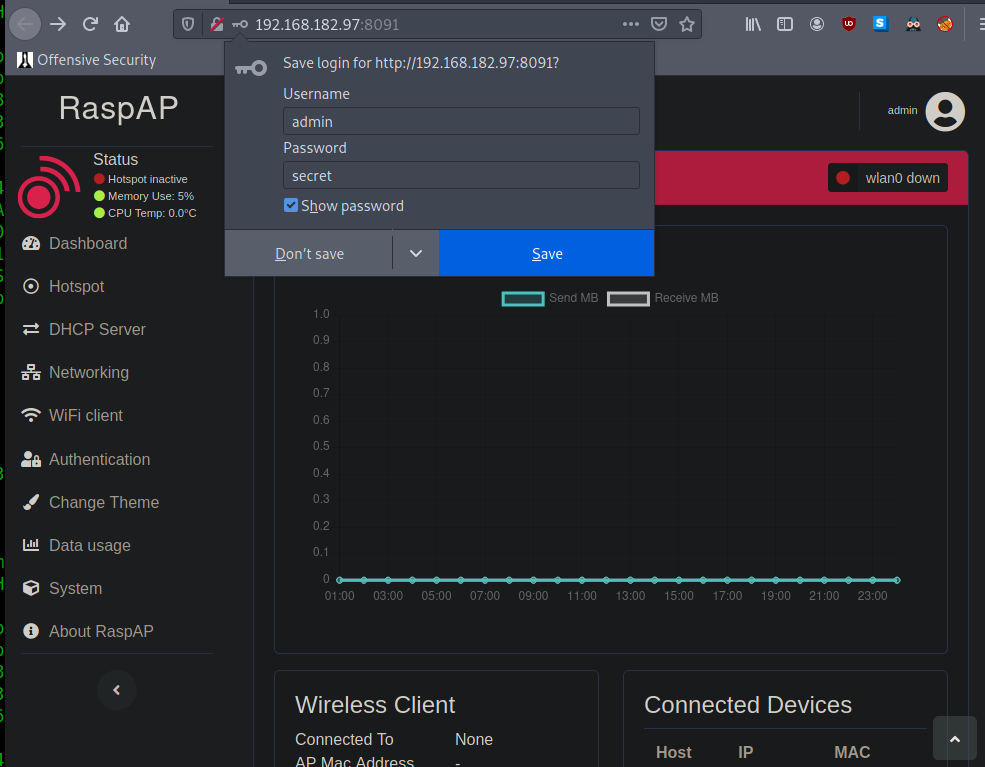 192.168.182.97:8091
Offensive Security
Save login for http://192.168.182.97:8091?
Username
admin
Password
secret
Show password
Don't save
Save
RaspAP
admin
Status
Hotspot inactive
Memory Use: 5%
CPU Temp: 0.0°C
wlan0 down
Dashboard
Hotspot
DHCP Server
Networking
WiFi client
Authentication
Change Theme
Data usage
System
About RaspAP
Send MB
Receive MB
1.0
0.9
0.8
0.7
0.6
0.5
0.4
0.3
0.2
0.1
0
01:00 03:00 05:00 07:00 09:00 11:00 13:00 15:00 17:00 19:00 21:00 23:00
Wireless Client
Connected To None
AP Mac Address -
Connected Devices
Host IP MAC